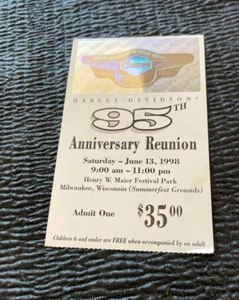 HARLEY-DAVIDSON
95TH
Anniversary Reunion
Saturday – June 13, 1998
9:00 am – 11:00 pm
Henry W. Maier Festival Park
Milwaukee, Wisconsin (Summerfest Grounds)
Admit One $35.00
Children 6 and under are FREE when accompanied by an adult